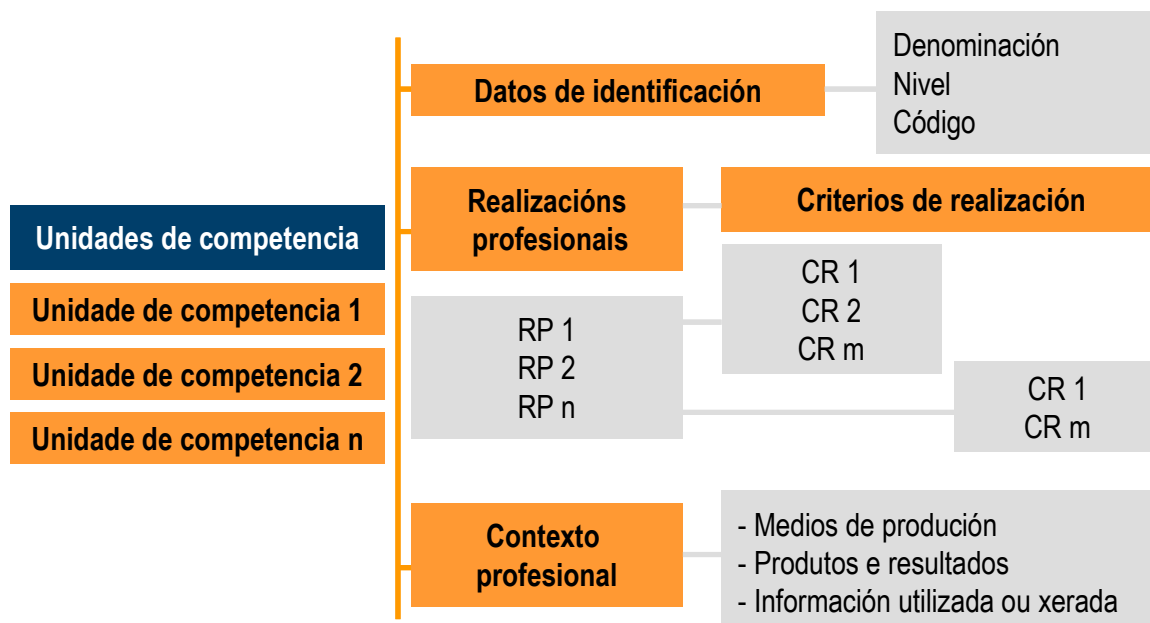 Unidades de competencia
Unidade de competencia 1
Unidade de competencia 2
Unidade de competencia n
Datos de identificación
Denominación
Nivel
Código
Realizacións
profesionais
Criterios de realización
RP 1
RP 2
RP n
CR 1
CR 2
CR m
CR 1
CR m
Contexto
profesional
- Medios de produción
- Produtos e resultados
- Información utilizada ou xerada